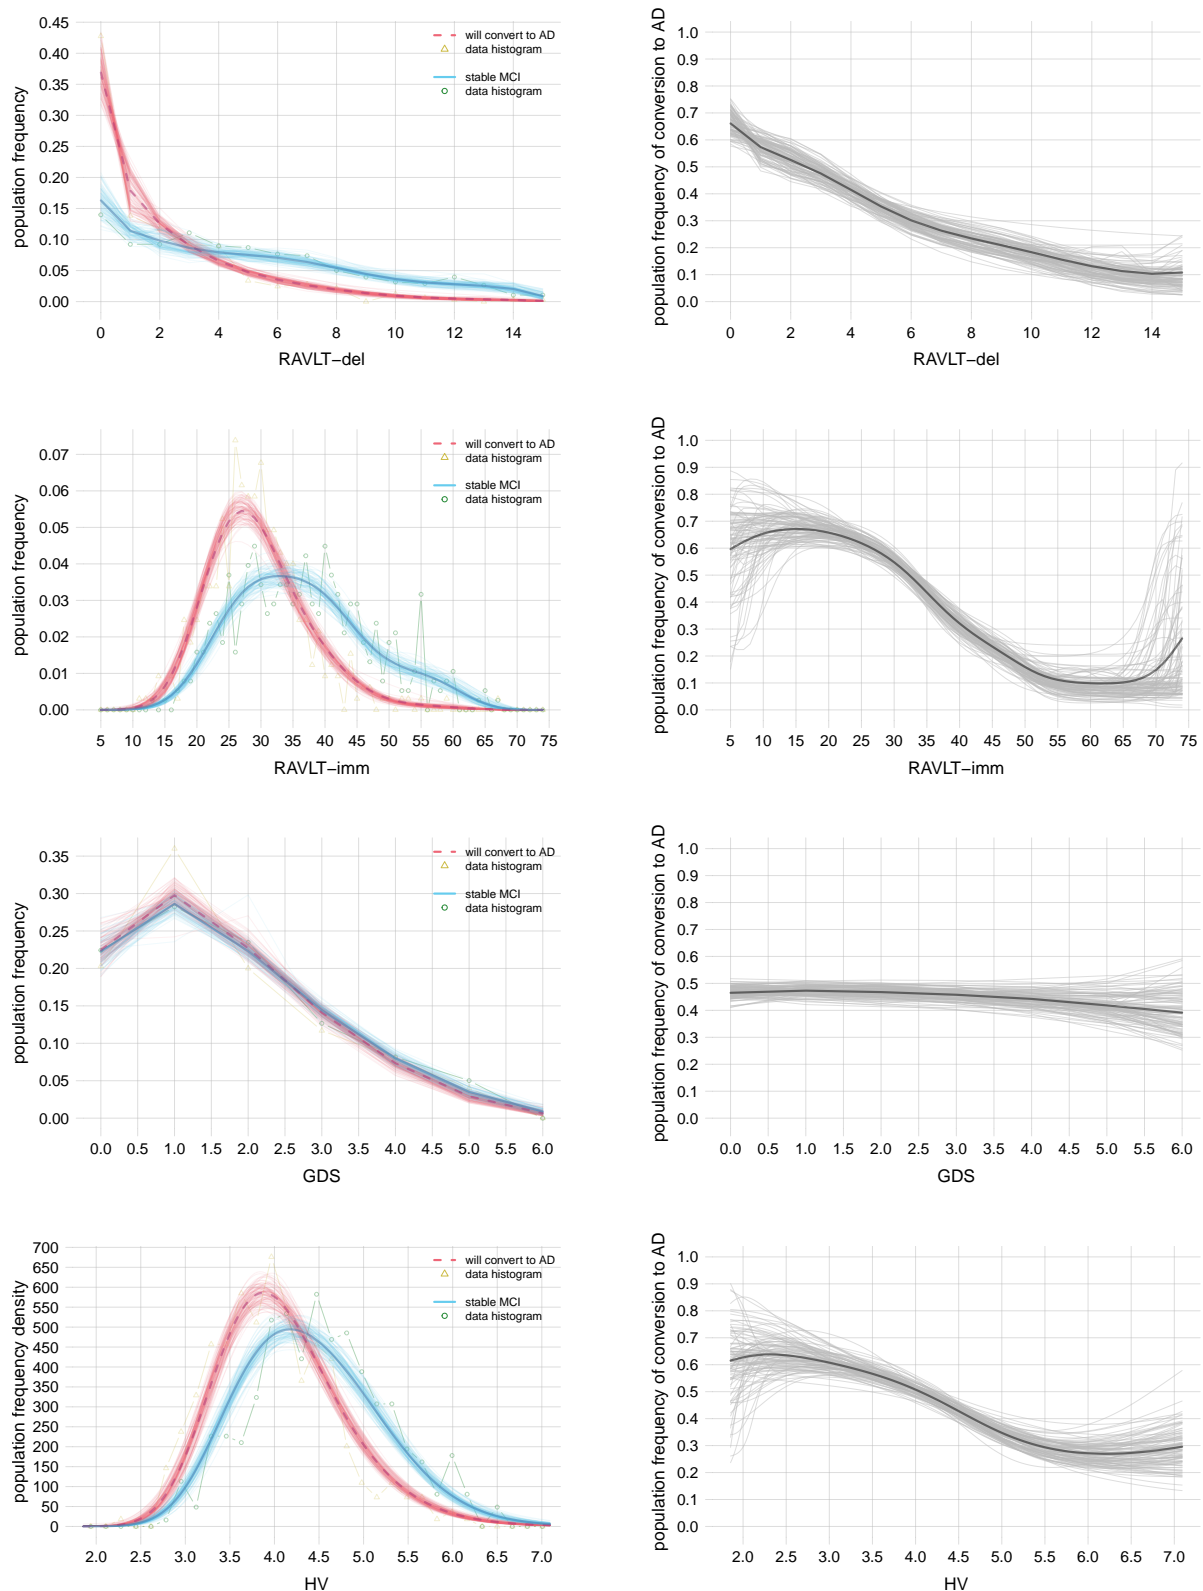 population frequency
0.45
0.40
0.35
0.30
0.25
0.20
0.15
0.10
0.05
0.00
0 2 4 6 8 10 12 14
RAVLT−del
will convert to AD
data histogram
stable MCI
data histogram
population frequency of conversion to AD
1.0
0.9
0.8
0.7
0.6
0.5
0.4
0.3
0.2
0.1
0.0
0 2 4 6 8 10 12 14
RAVLT−del
population frequency
0.07
0.06
0.05
0.04
0.03
0.02
0.01
0.00
5 10 15 20 25 30 35 40 45 50 55 60 65 70 75
RAVLT−imm
will convert to AD
data histogram
stable MCI
data histogram
population frequency of conversion to AD
1.0
0.9
0.8
0.7
0.6
0.5
0.4
0.3
0.2
0.1
0.0
5 10 15 20 25 30 35 40 45 50 55 60 65 70 75
RAVLT−imm
population frequency
0.35
0.30
0.25
0.20
0.15
0.10
0.05
0.00
0.0 0.5 1.0 1.5 2.0 2.5 3.0 3.5 4.0 4.5 5.0 5.5 6.0
GDS
will convert to AD
data histogram
stable MCI
data histogram
population frequency of conversion to AD
1.0
0.9
0.8
0.7
0.6
0.5
0.4
0.3
0.2
0.1
0.0
0.0 0.5 1.0 1.5 2.0 2.5 3.0 3.5 4.0 4.5 5.0 5.5 6.0
GDS
population frequency density
700
650
600
550
500
450
400
350
300
250
200
150
100
50
0
2.0 2.5 3.0 3.5 4.0 4.5 5.0 5.5 6.0 6.5 7.0
HV
will convert to AD
data histogram
stable MCI
data histogram
population frequency of conversion to AD
1.0
0.9
0.8
0.7
0.6
0.5
0.4
0.3
0.2
0.1
0.0
2.0 2.5 3.0 3.5 4.0 4.5 5.0 5.5 6.0 6.5 7.0
HV